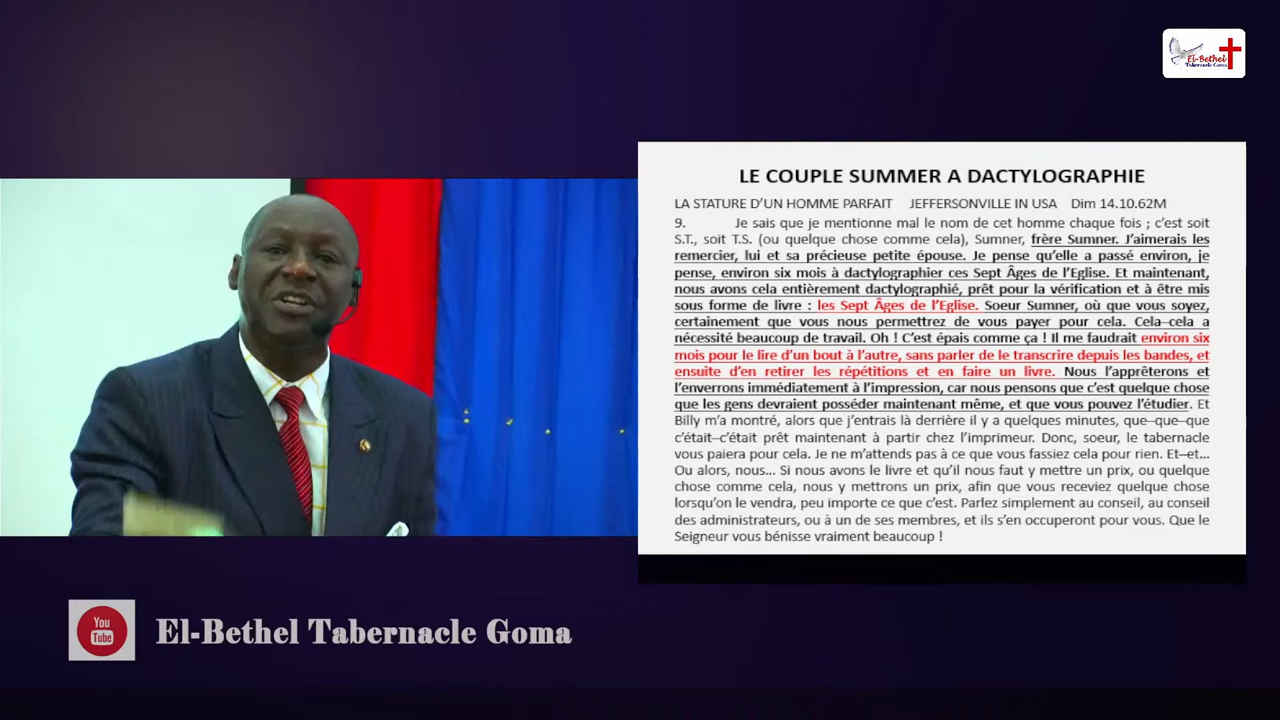 El-Bethel
Tabernacle Goma
LE COUPLE SUMMER A DACTYLOGRAPHIE
LA STATURE D’UN HOMME PARFAIT JEFFERSONVILLE IN USA Dim 14.10.62M
9. Je sais que je mentionne mal le nom de cet homme chaque fois ; c’est soit
S.T., soit T.S. (ou quelque chose comme cela), Sumner, frère Sumner. J’aimerais les
remercier, lui et sa précieuse petite épouse. Je pense qu’elle a passé environ, je
pense, environ six mois à dactylographier ces Sept Âges de l’Eglise. Et maintenant,
nous avons cela entièrement dactylographié, prêt pour la vérification et à être mis
sous forme de livre : les Sept Âges de l’Eglise. Soeur Sumner, où que vous soyez,
certainement que vous nous permettrez de vous payer pour cela. Cela–cela a
nécessité beaucoup de travail. Oh ! C’est épais comme ça ! Il me faudrait environ six
mois pour le lire d’un bout à l’autre, sans parler de le transcrire depuis les bandes, et
ensuite d’en retirer les répétitions et en faire un livre. Nous l’apprêterons et
l’enverrons immédiatement à l’impression, car nous pensons que c’est quelque chose
que les gens devraient posséder maintenant même, et que vous pouvez l’étudier. Et
Billy m’a montré, alors que j’entrais là derrière il y a quelques minutes, que–que–que
c’était–c’était prêt maintenant à partir chez l’imprimeur. Donc, soeur, le tabernacle
vous paiera pour cela. Je ne m’attends pas à ce que vous fassiez cela pour rien. Et–et...
Ou alors, nous... Si nous avons le livre et qu’il nous faut y mettre un prix, ou quelque
chose comme cela, nous y mettrons un prix, afin que vous receviez quelque chose
lorsqu’on le vendra, peu importe ce que c’est. Parlez simplement au conseil, au conseil
des administrateurs, ou à un de ses membres, et ils s’en occuperont pour vous. Que le
Seigneur vous bénisse vraiment beaucoup !
You
Tube
El-Bethel Tabernacle Goma